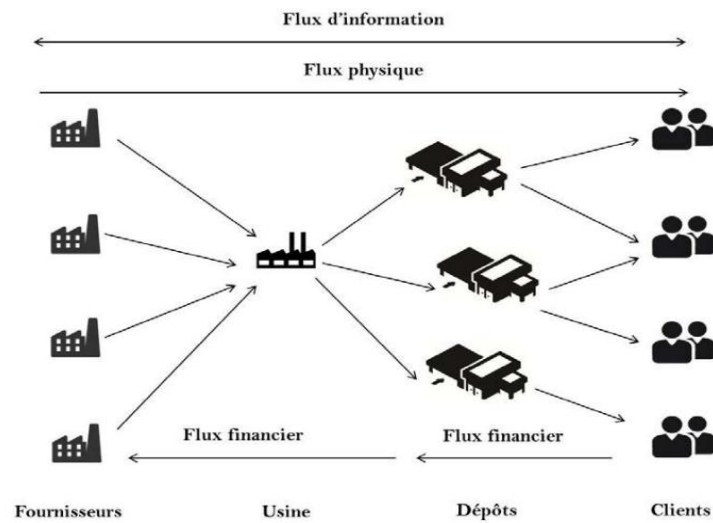 Flux d’information
Flux physique
Flux financier
Flux financier
Fournisseurs
Usine
Dépôts
Clients